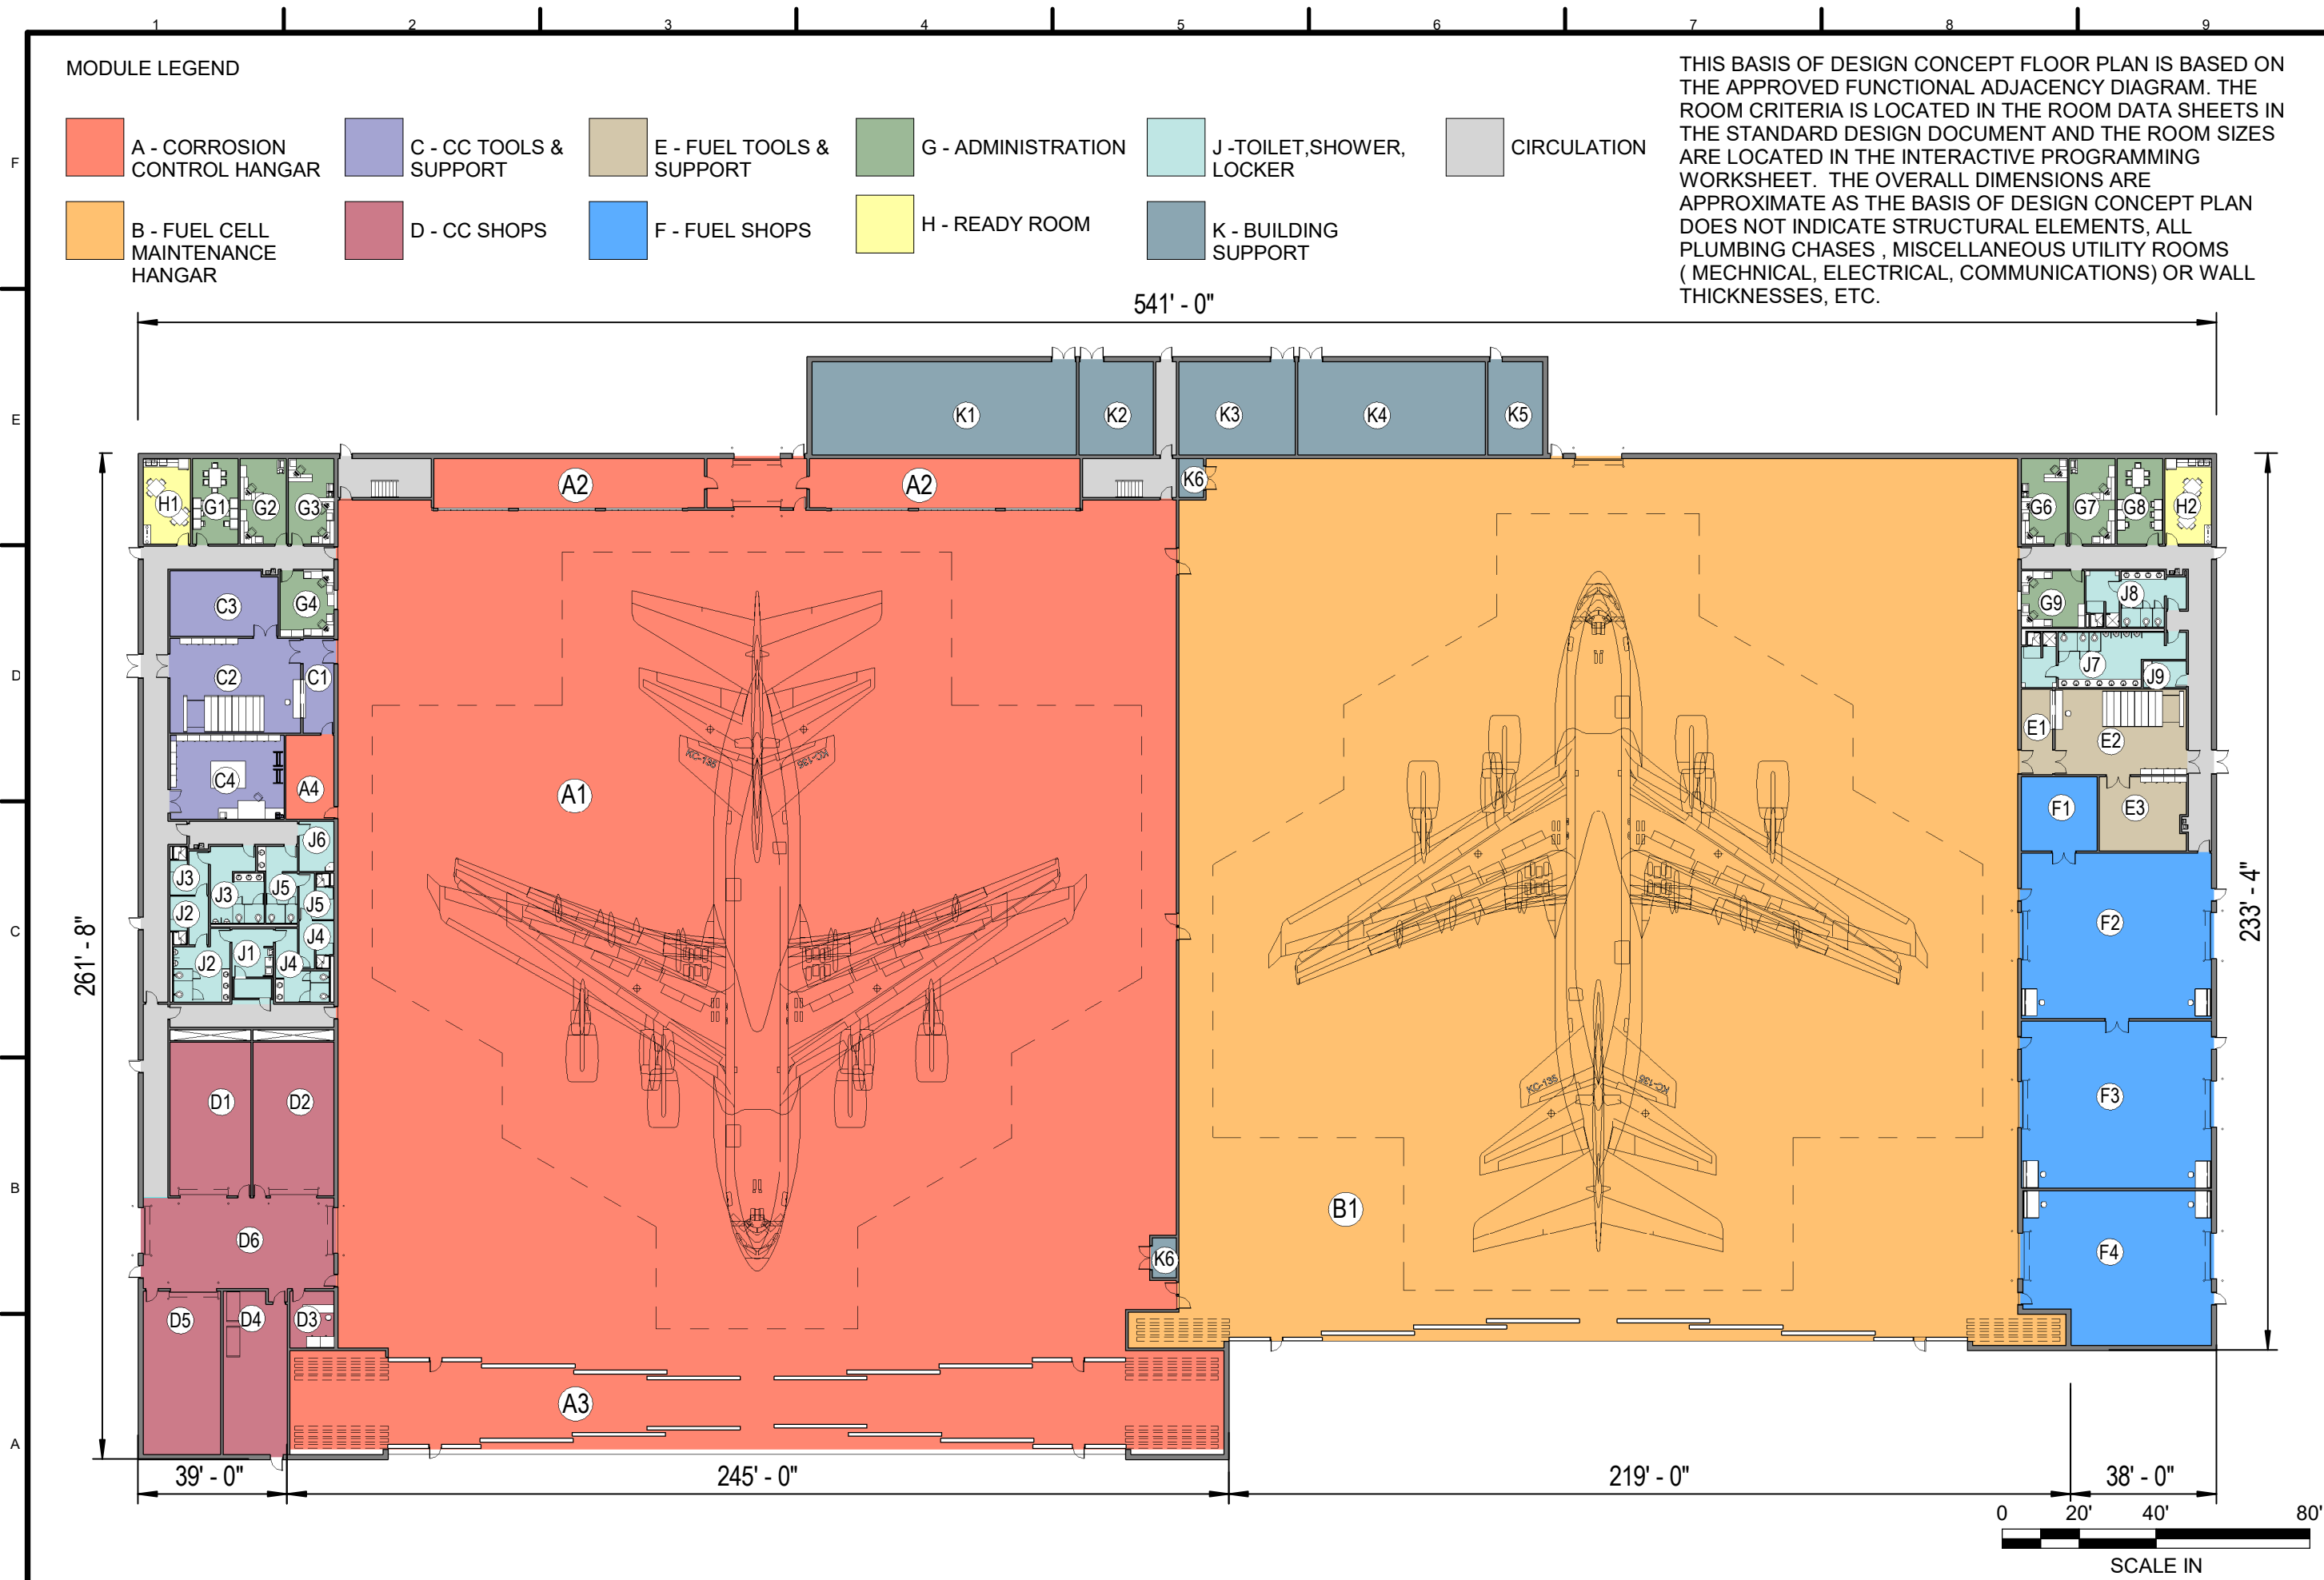 1 2 3 4 5 6 7 8 9
MODULE LEGEND
A - CORROSION
CONTROL HANGAR
C - CC TOOLS &
SUPPORT
E - FUEL TOOLS &
SUPPORT
G - ADMINISTRATION
J -TOILET,SHOWER,
LOCKER
CIRCULATION
B - FUEL CELL
MAINTENANCE
HANGAR
D - CC SHOPS
F - FUEL SHOPS
H - READY ROOM
K - BUILDING
SUPPORT
THIS BASIS OF DESIGN CONCEPT FLOOR PLAN IS BASED ON
THE APPROVED FUNCTIONAL ADJACENCY DIAGRAM. THE
ROOM CRITERIA IS LOCATED IN THE ROOM DATA SHEETS IN
THE STANDARD DESIGN DOCUMENT AND THE ROOM SIZES
ARE LOCATED IN THE INTERACTIVE PROGRAMMING
WORKSHEET. THE OVERALL DIMENSIONS ARE
APPROXIMATE AS THE BASIS OF DESIGN CONCEPT PLAN
DOES NOT INDICATE STRUCTURAL ELEMENTS, ALL
PLUMBING CHASES , MISCELLANEOUS UTILITY ROOMS
( MECHNICAL, ELECTRICAL, COMMUNICATIONS) OR WALL
THICKNESSES, ETC.
F
E
D
C
B
A
541' - 0"
K1 K2 K3 K4 K5
A2 A2 K6
H1 G1 G2 G3
G6 G7 G8 H2
C3 G4
G9 J8
C2 C1
J7 J9
E1 E2
KC-135 KC-135
C4 A4 A1
F1 E3
J6
J3 J3 J5 J5
J2 J1 J4
J2 J4
F2
261' - 8"
233' - 4"
D1 D2
KC-135 KC-135
F3
D6 B1 K6 F4
D5 D4 D3
A3
39' - 0" 245' - 0" 219' - 0" 38' - 0"
0 20' 40' 80'
SCALE IN